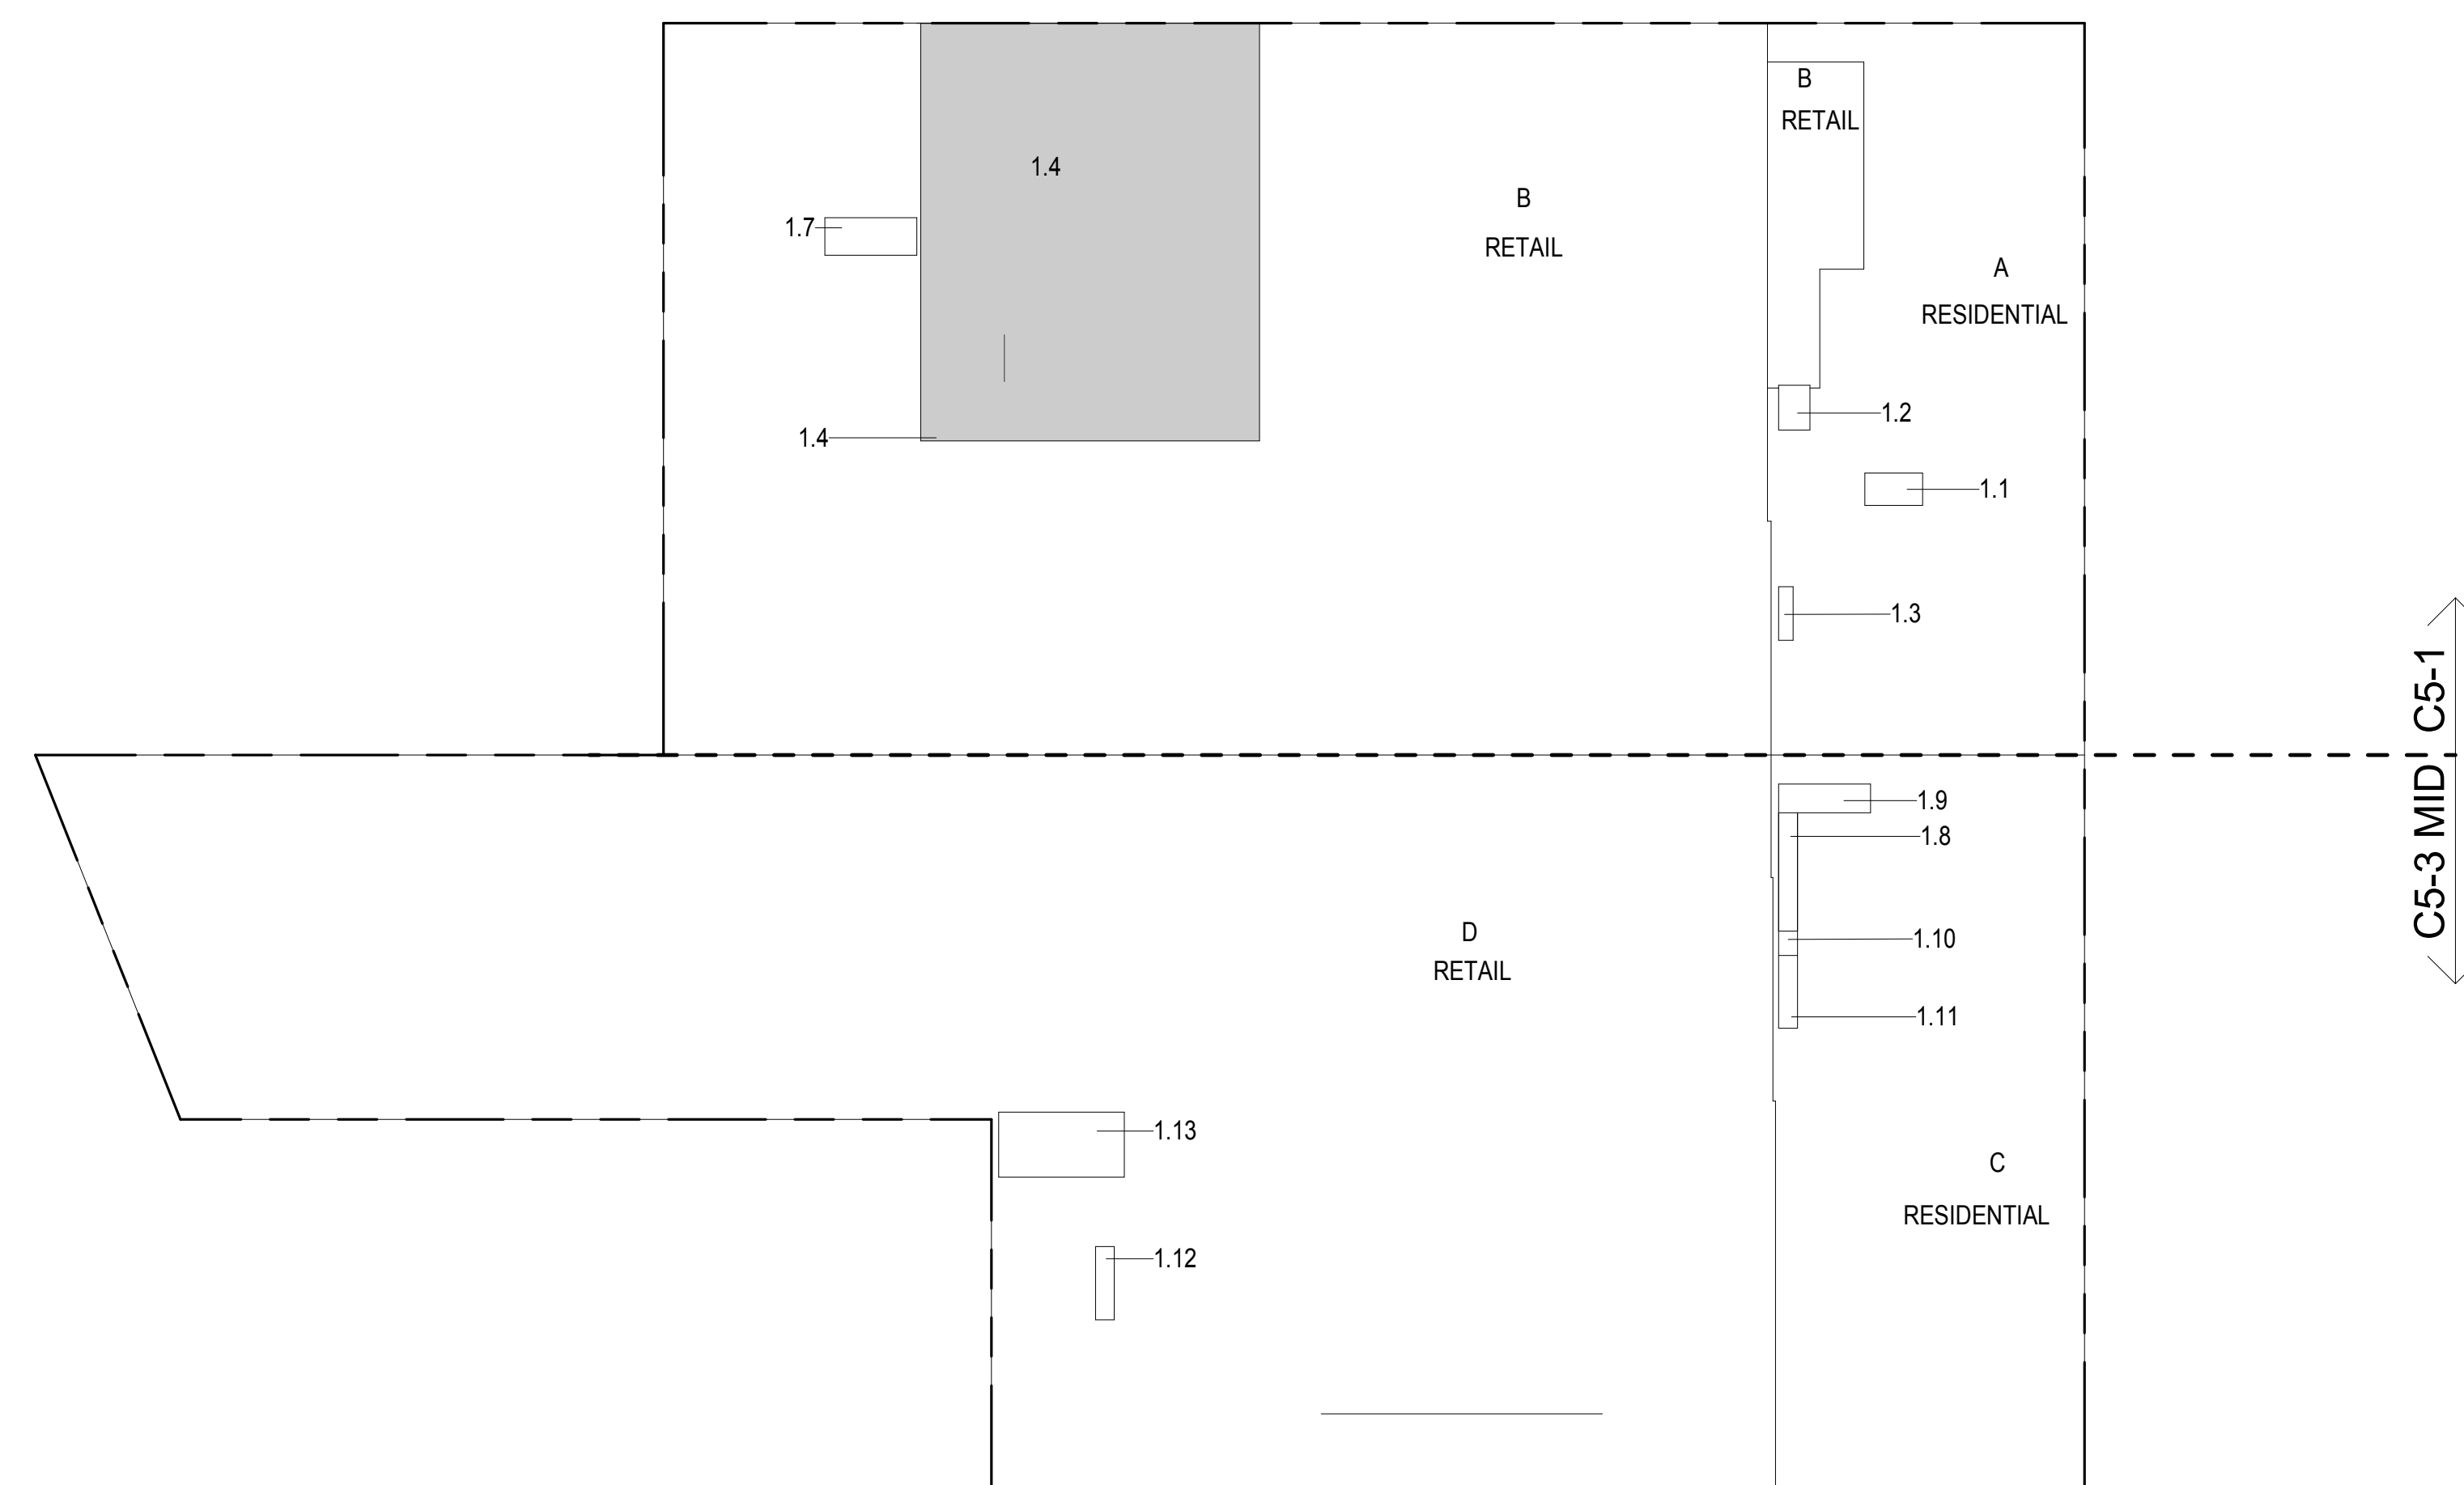 B
RETAIL
1.4
B
RETAIL
1.7
A
RESIDENTIAL
1.2
1.4
1.1
1.3
C5-1
C5-3 MID
1.9
1.8
D
RETAIL
1.10
1.11
1.13
C
RESIDENTIAL
1.12